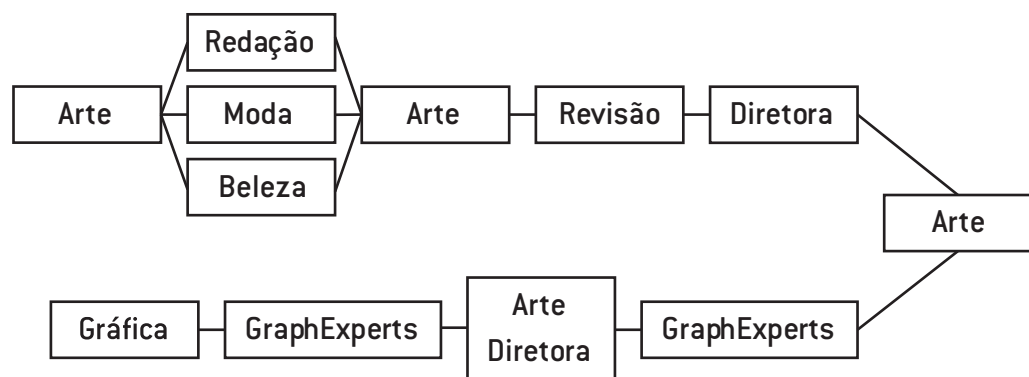 Redação
Arte
Moda
Beleza
Arte
Revisão
Diretora
Arte
GraphExperts
Arte
Diretora
GraphExperts
Gráfica